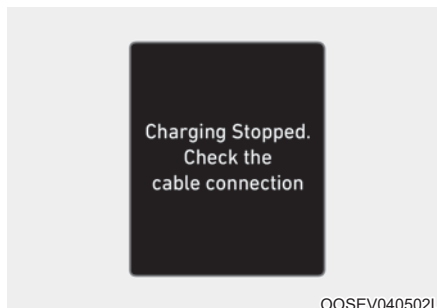 Charging Stopped.
Check the
cable connection
OOSEV040502L